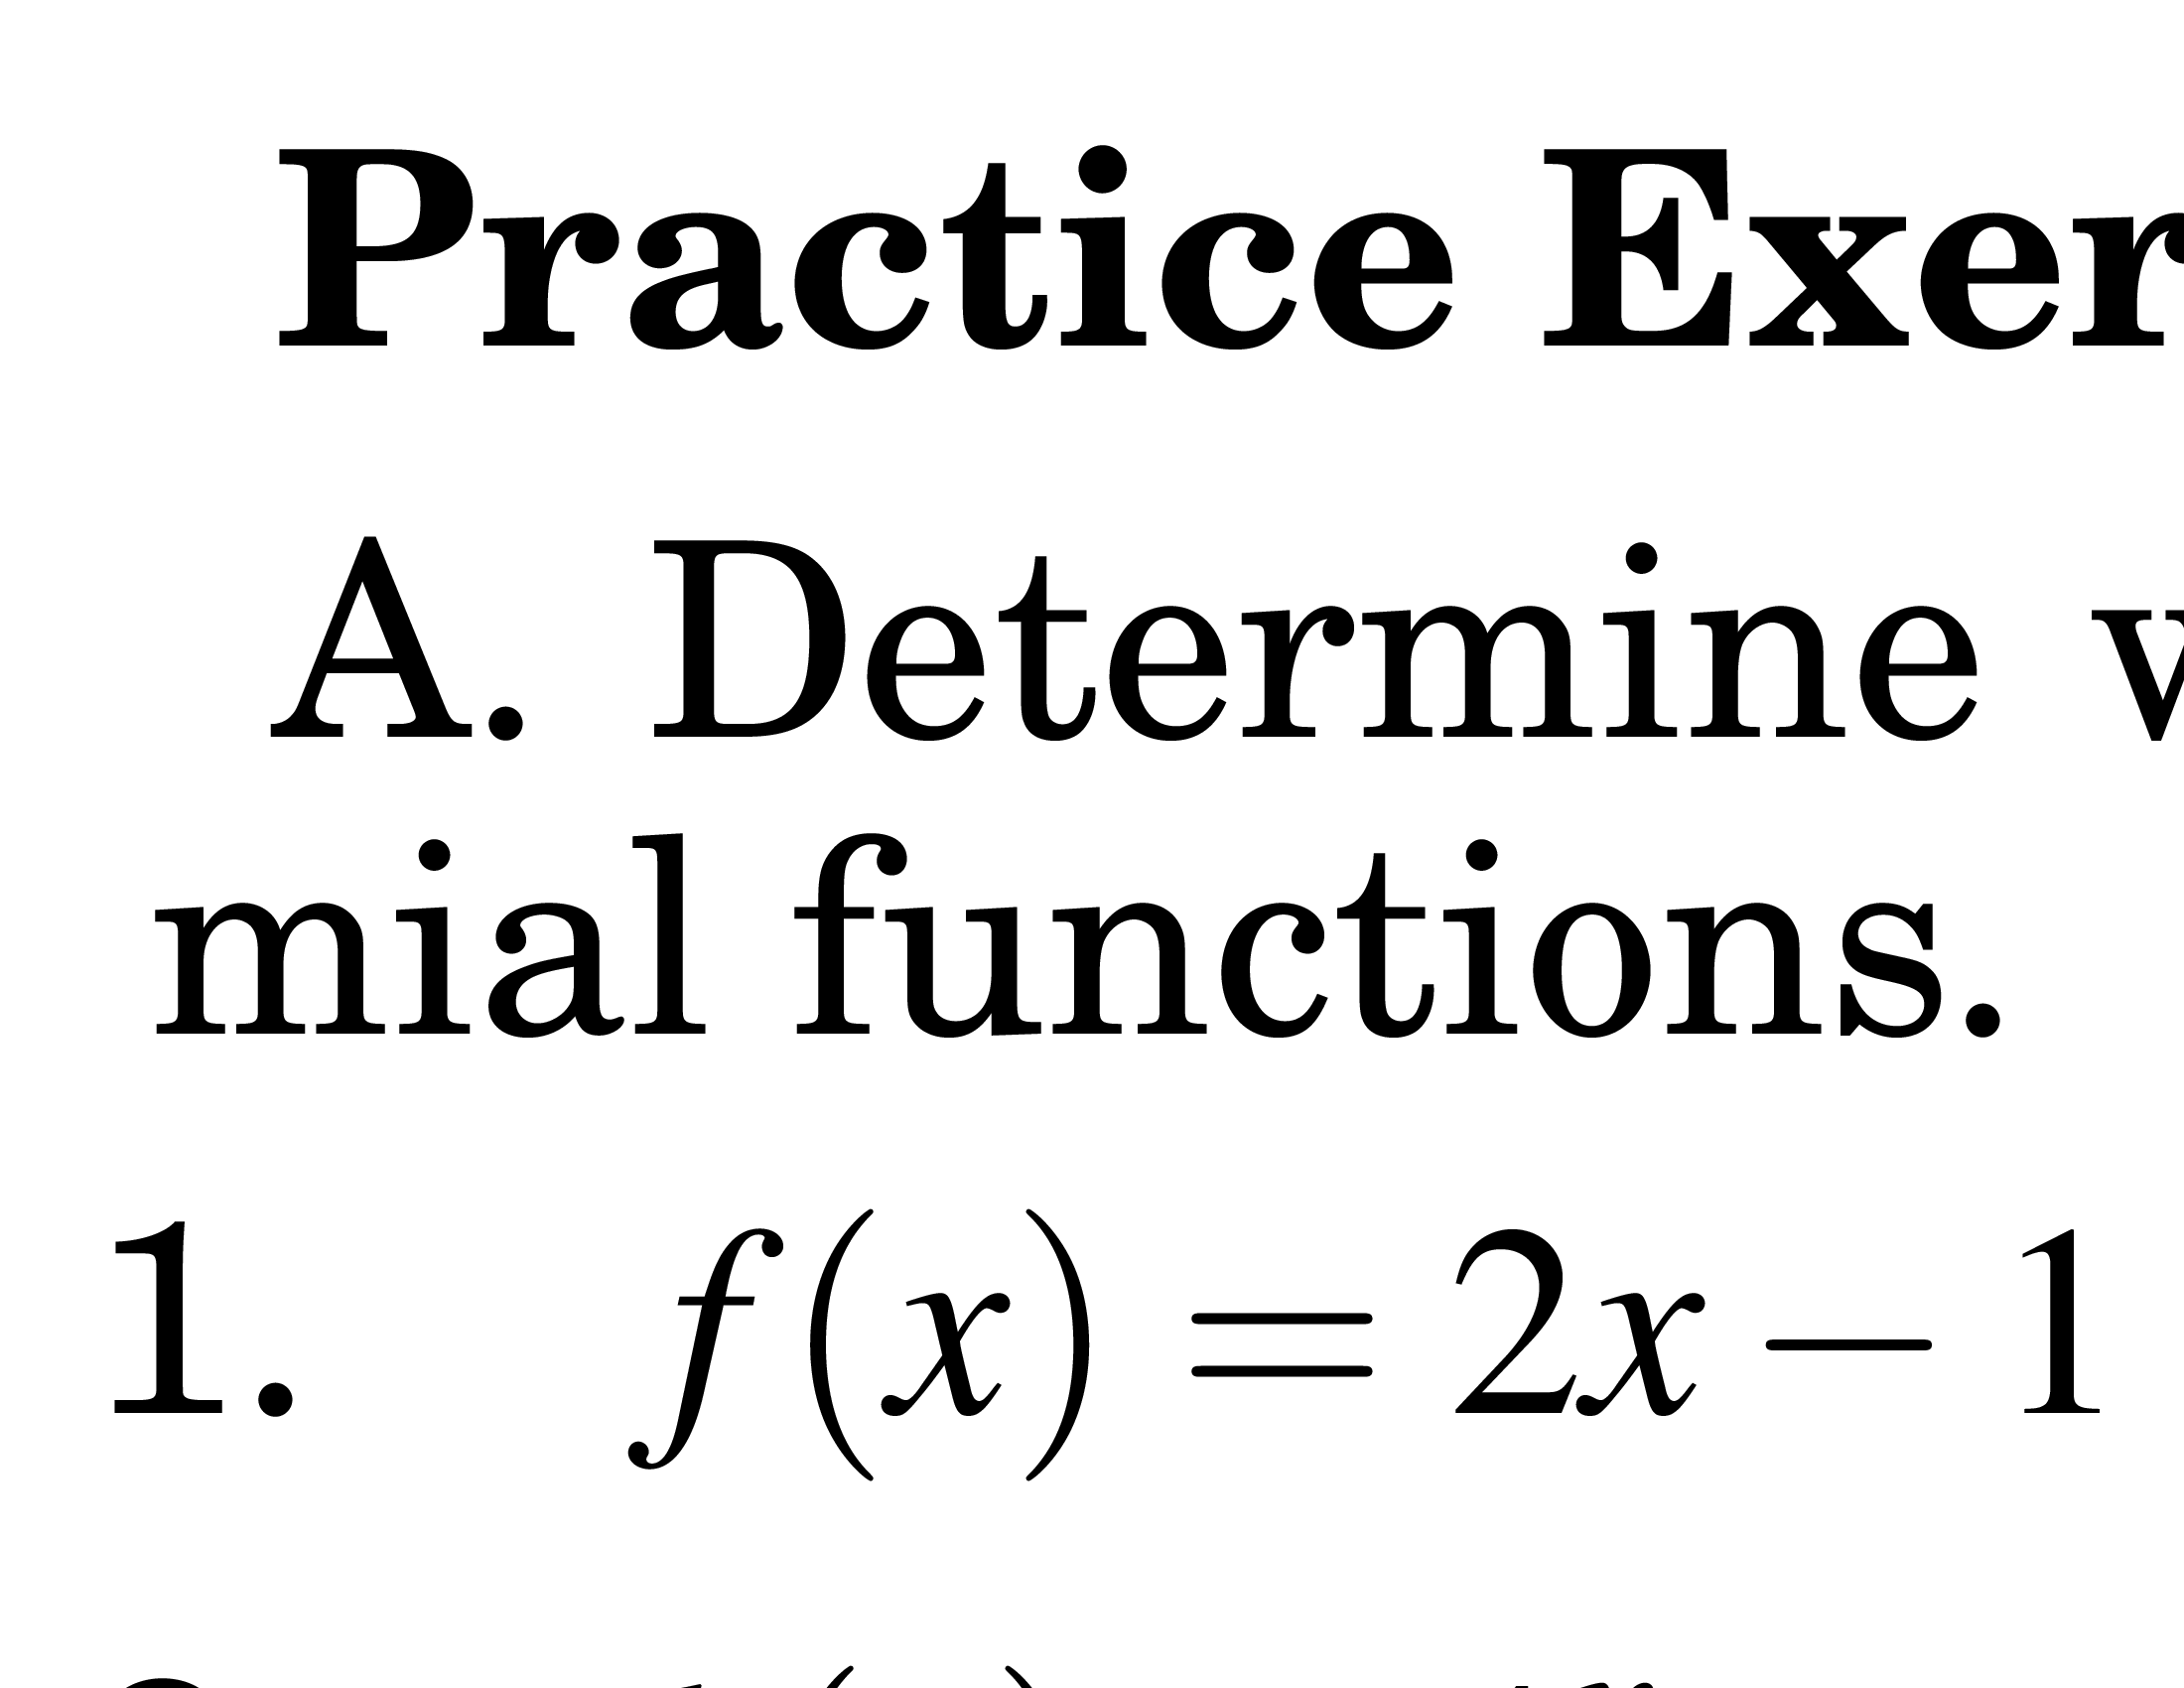 Practice Exer
A. Determine w
mial functions.
1. f(x) = 2x − 1